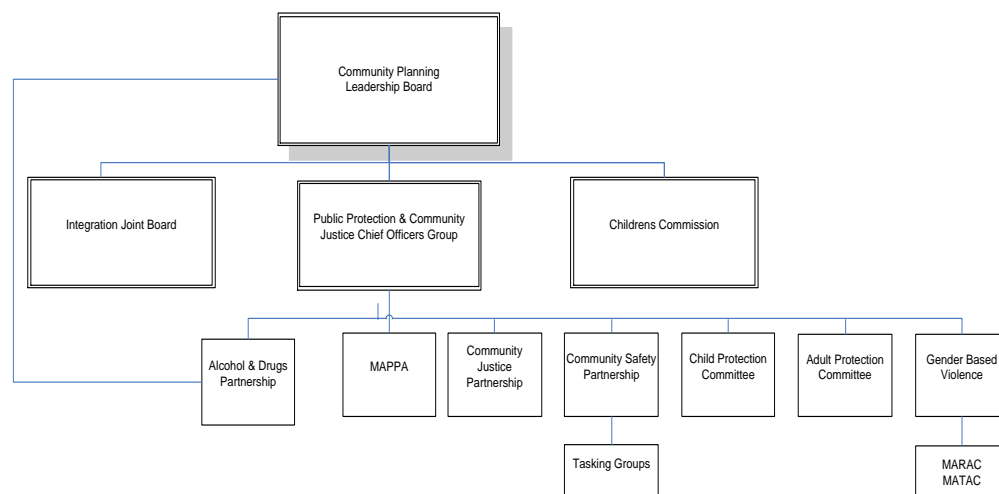 Community Planning
Leadership Board
Integration Joint Board
Public Protection & Community
Justice Chief Officers Group
Childrens Commission
Alcohol & Drugs
Partnership
MAPPA
Community
Justice
Partnership
Community Safety
Partnership
Child Protection
Committee
Adult Protection
Committee
Gender Based
Violence
Tasking Groups
MARAC
MATAC